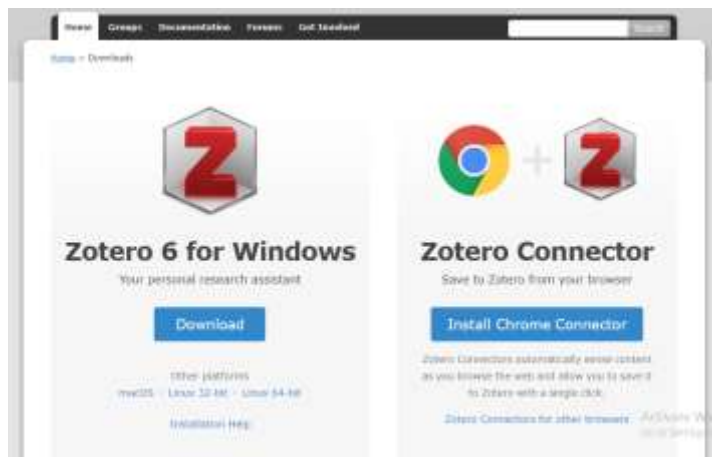 Home Groups Documentation Forums Get Involved
Search
Home > Downloads
Z
Z
Zotero 6 for Windows
Your personal research assistant
Download
Other platforms
macOS · Linux 32-bit · Linux 64-bit
Installation Help
Zotero Connector
Save to Zotero from your browser
Install Chrome Connector
Zotero Connectors automatically sense content
as you browse the web and allow you to save it
to Zotero with a single click.
Zotero Connectors for other browsers
Activate